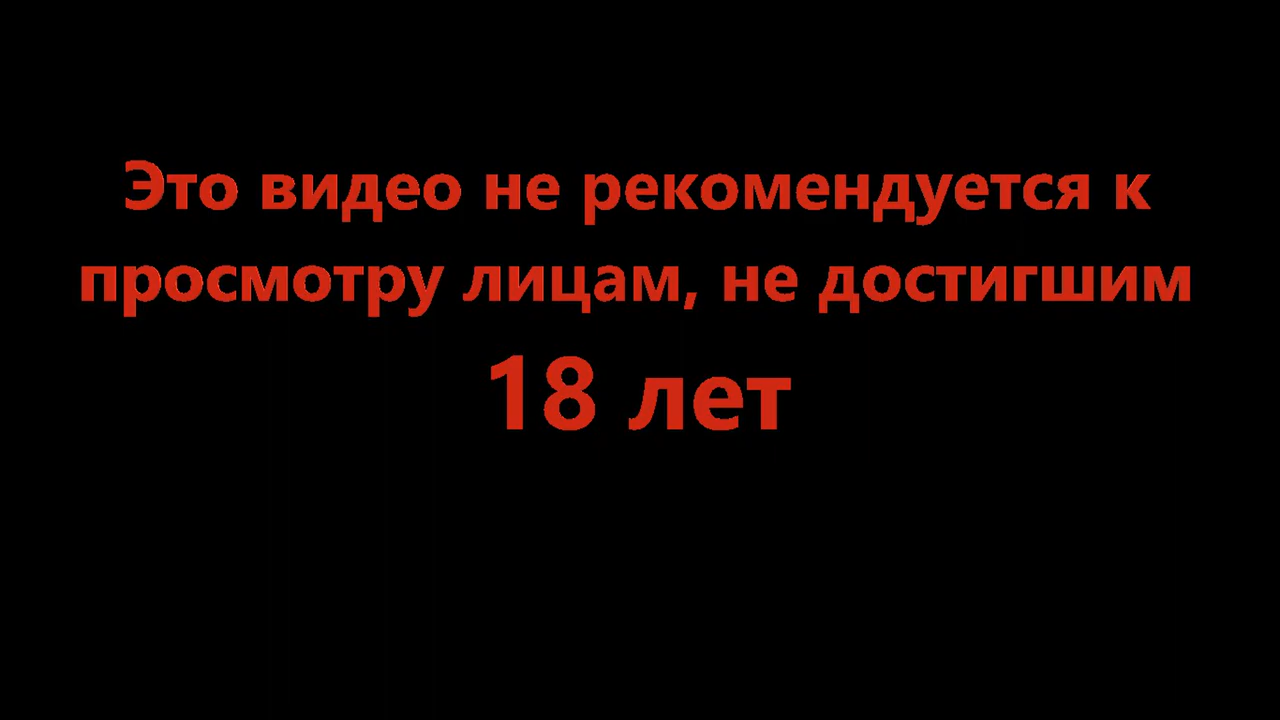 Это видео не рекомендуется к
просмотру лицам, не достигшим
18 лет